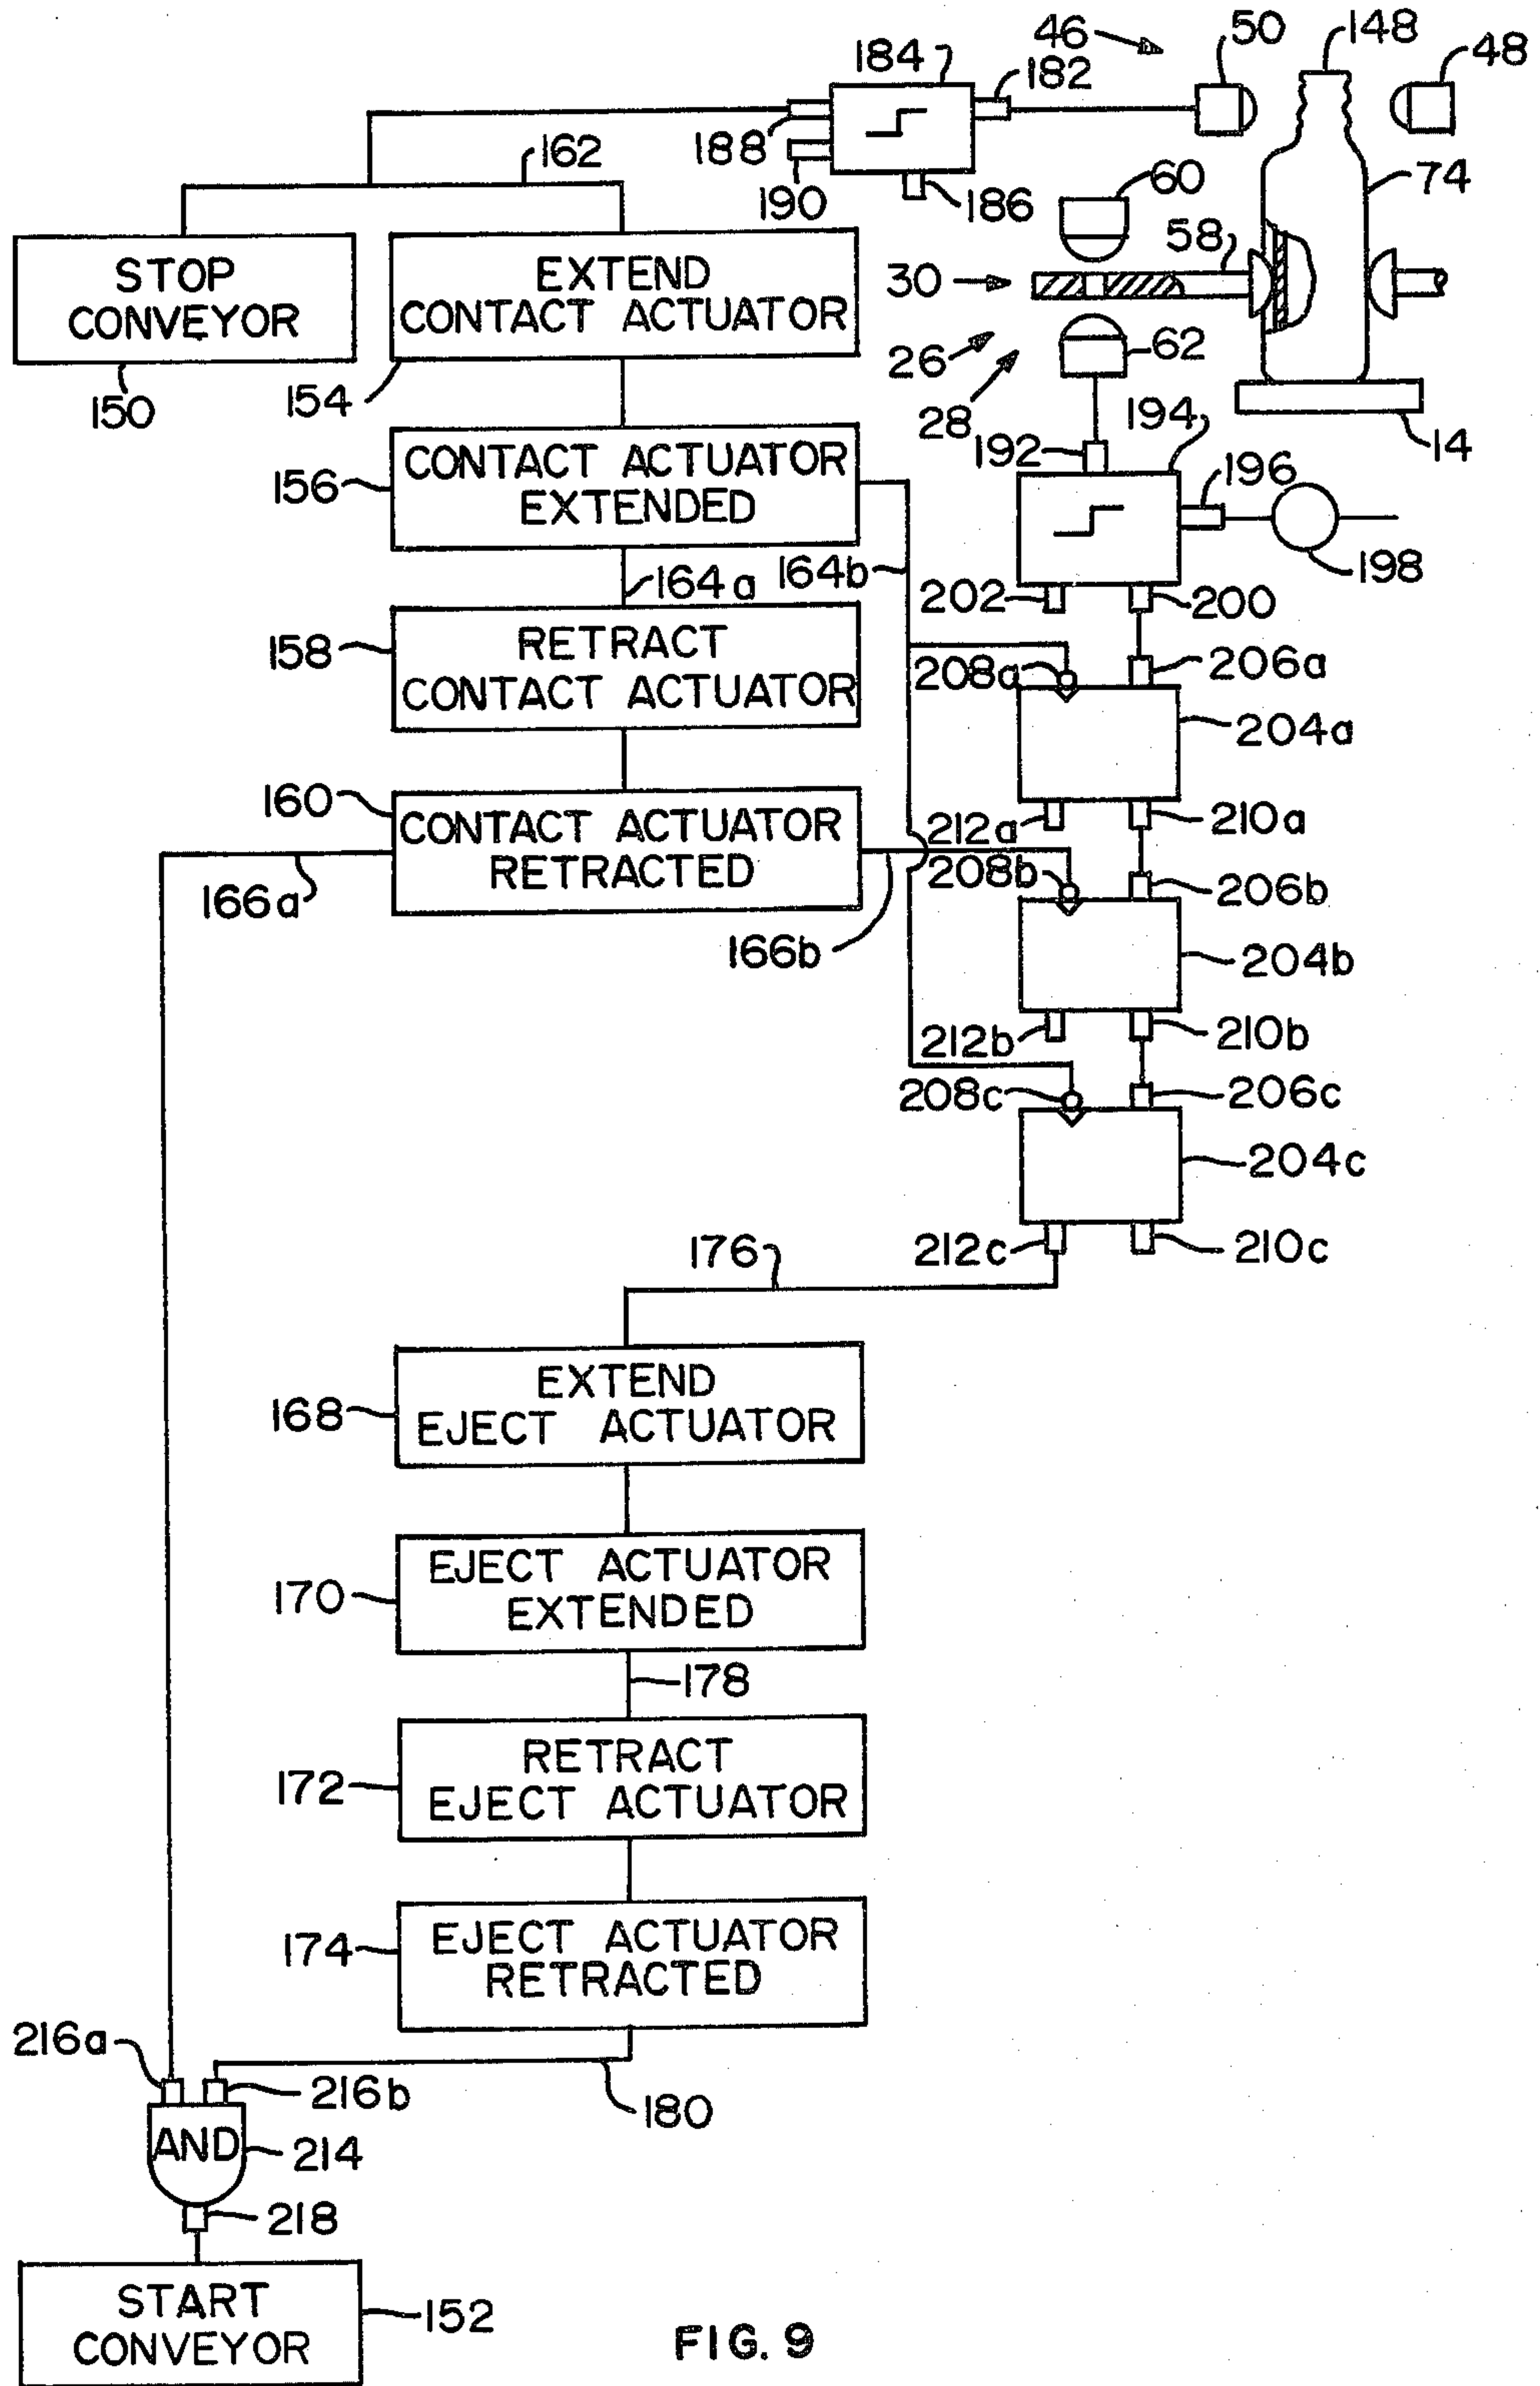 46
50
148
48
184
182
188
190
186
162
60
74
58
STOP
CONVEYOR
150
EXTEND
CONTACT ACTUATOR
154
30
26
28
62
14
194
192
CONTACT ACTUATOR
EXTENDED
156
196
198
164a
164b
202
200
RETRACT
CONTACT ACTUATOR
158
208a
206a
204a
160
CONTACT ACTUATOR
RETRACTED
212a
210a
208b
206b
166a
166b
204b
212b
210b
208c
206c
204c
176
212c
210c
EXTEND
EJECT ACTUATOR
168
EJECT ACTUATOR
EXTENDED
170
178
RETRACT
EJECT ACTUATOR
172
EJECT ACTUATOR
RETRACTED
174
216a
216b
180
AND
214
218
START
CONVEYOR
152
FIG. 9